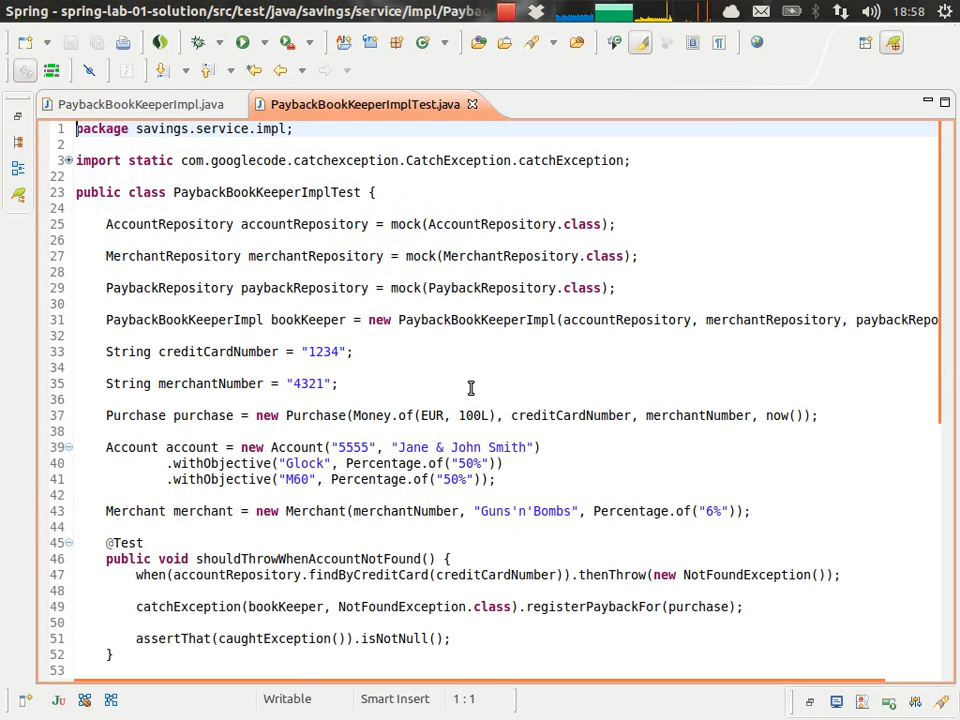 Spring - spring-lab-01-solution/src/test/java/savings/service/impl/Payba
18:58
PaybackBookKeeperImpl.java
PaybackBookKeeperImplTest.java
1 package savings.service.impl;
2
3 import static com.googlecode.catchexception.CatchException.catchException;
22
23 public class PaybackBookKeeperImplTest {
24
25 AccountRepository accountRepository = mock(AccountRepository.class);
26
27 MerchantRepository merchantRepository = mock(MerchantRepository.class);
28
29 PaybackRepository paybackRepository = mock(PaybackRepository.class);
30
31 PaybackBookKeeperImpl bookKeeper = new PaybackBookKeeperImpl(accountRepository, merchantRepository, paybackRepo
32
33 String creditCardNumber = "1234";
34
35 String merchantNumber = "4321";
36
37 Purchase purchase = new Purchase(Money.of(EUR, 100L), creditCardNumber, merchantNumber, now());
38
39 Account account = new Account("5555", "Jane & John Smith")
40 .withObjective("Glock", Percentage.of("50%"))
41 .withObjective("M60", Percentage.of("50%"));
42
43 Merchant merchant = new Merchant(merchantNumber, "Guns'n'Bombs", Percentage.of("6%"));
44
45 @Test
46 public void shouldThrowWhenAccountNotFound() {
47 when(accountRepository.findByCreditCard(creditCardNumber)).thenThrow(new NotFoundException());
48
49 catchException(bookKeeper, NotFoundException.class).registerPaybackFor(purchase);
50
51 assertThat(caughtException()).isNotNull();
52 }
53
Ju
Writable
Smart Insert
1 : 1